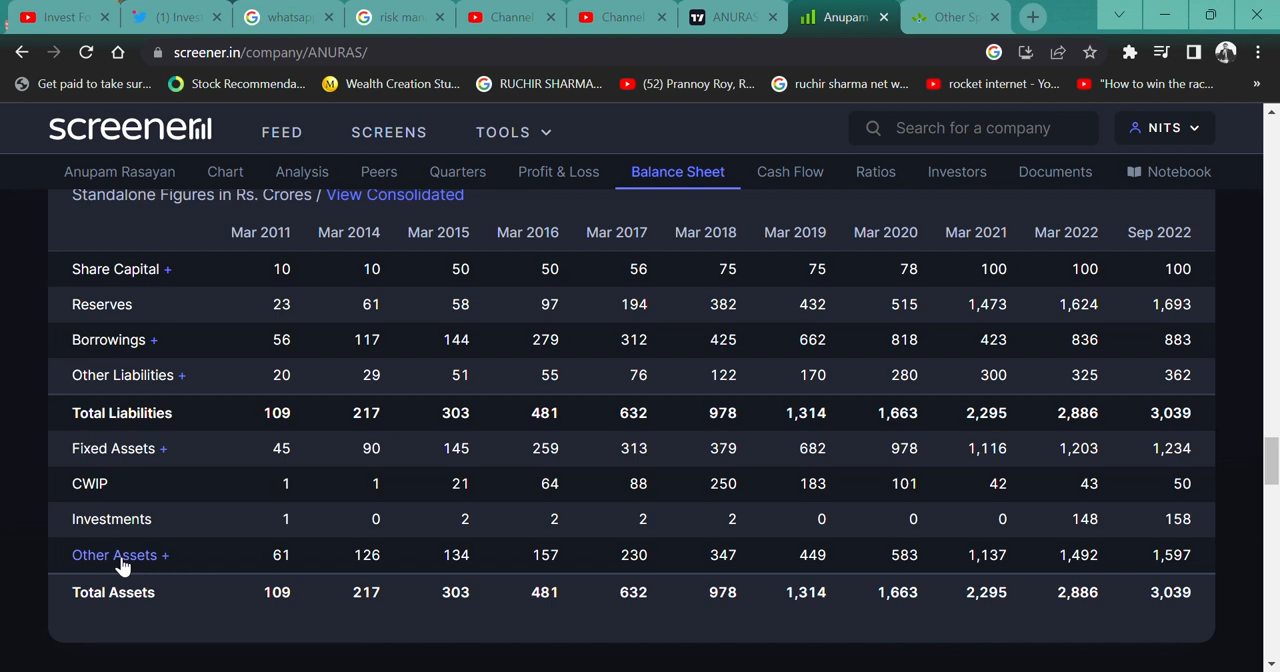 Invest Fo
(1) Invest
whatsap
risk man
Channel
Channel
ANURAS
Anupam
Other Sp
screener.in/company/ANURAS/
Get paid to take sur...
Stock Recommenda...
Wealth Creation Stu...
RUCHIR SHARMA...
(52) Prannoy Roy, R...
ruchir sharma net w...
rocket internet - Yo...
"How to win the rac...
»
screener
FEED
SCREENS
TOOLS
Search for a company
NITS
Anupam Rasayan
Chart
Analysis
Peers
Quarters
Profit & Loss
Balance Sheet
Cash Flow
Ratios
Investors
Documents
Notebook
Standalone Figures in Rs. Crores / View Consolidated
Mar 2011 Mar 2014 Mar 2015 Mar 2016 Mar 2017 Mar 2018 Mar 2019 Mar 2020 Mar 2021 Mar 2022 Sep 2022
Share Capital + 10 10 50 50 56 75 75 78 100 100 100
Reserves 23 61 58 97 194 382 432 515 1,473 1,624 1,693
Borrowings + 56 117 144 279 312 425 662 818 423 836 883
Other Liabilities + 20 29 51 55 76 122 170 280 300 325 362
Total Liabilities 109 217 303 481 632 978 1,314 1,663 2,295 2,886 3,039
Fixed Assets + 45 90 145 259 313 379 682 978 1,116 1,203 1,234
CWIP 1 1 21 64 88 250 183 101 42 43 50
Investments 1 0 2 2 2 2 0 0 0 148 158
Other Assets + 61 126 134 157 230 347 449 583 1,137 1,492 1,597
Total Assets 109 217 303 481 632 978 1,314 1,663 2,295 2,886 3,039